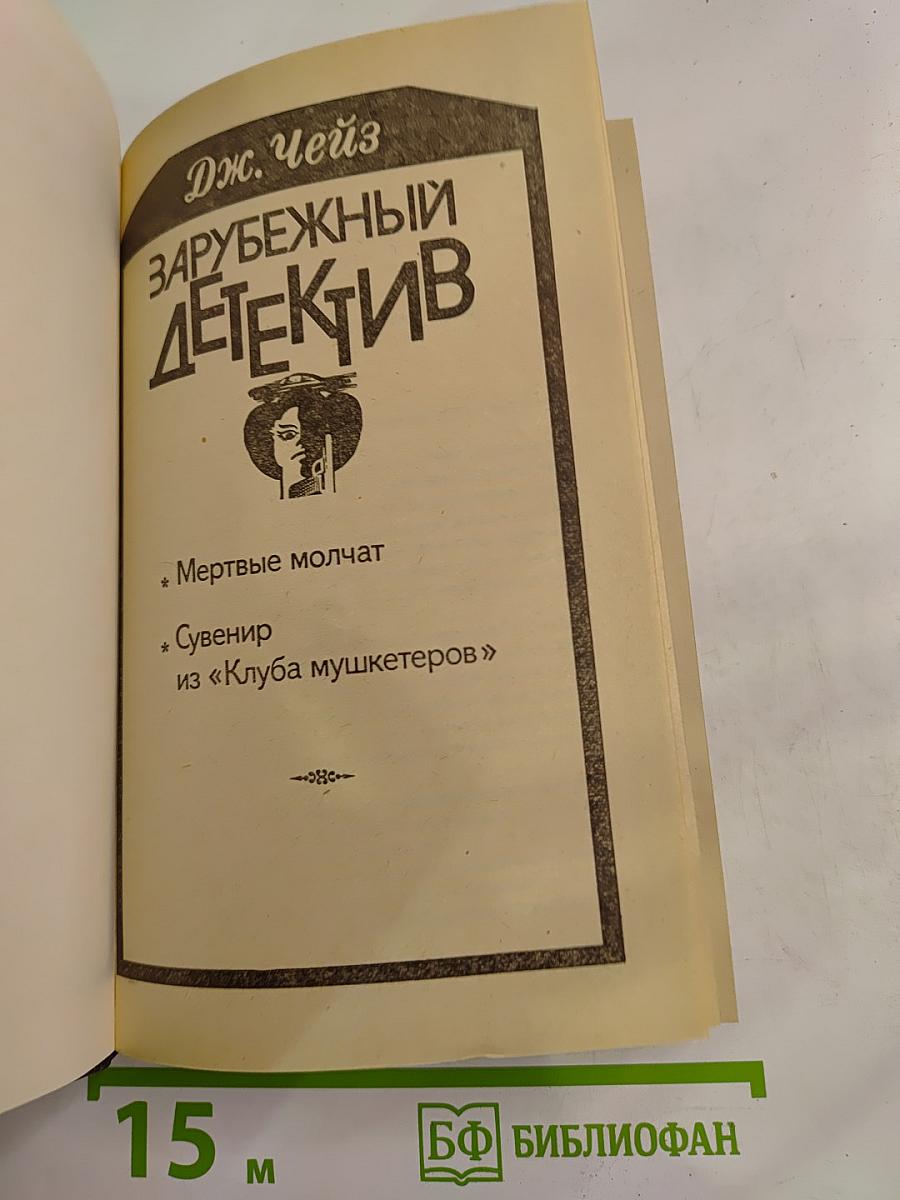 Дж. Чейз
ЗАРУБЕЖНЫЙ
ДЕТЕКТИВ
* Мертвые молчат
* Сувенир
из «Клуба мушкетеров»
15 м
БФ БИБЛИОФАН